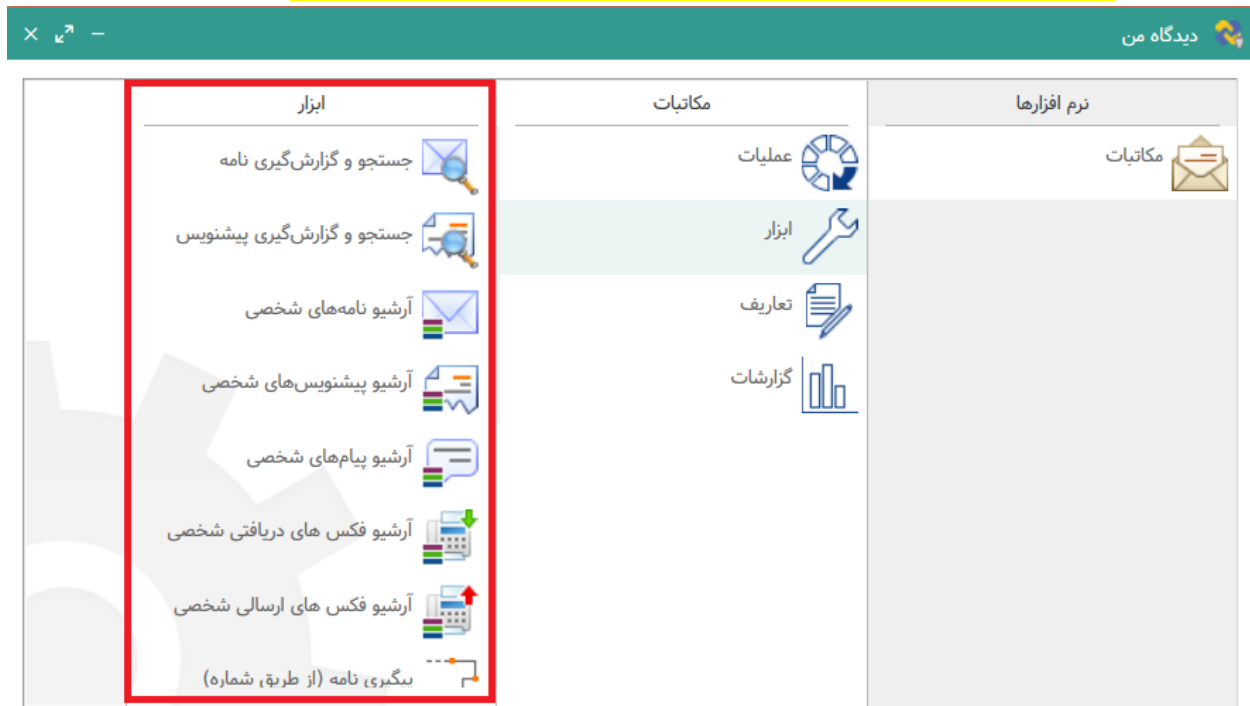 دیدگاه من
نرم افزارها
مکاتبات
مکاتبات
عملیات
ابزار
تعاریف
گزارشات
ابزار
جستجو و گزارش‌گیری نامه
جستجو و گزارش‌گیری پیشنویس
آرشیو نامه‌های شخصی
آرشیو پیشنویس‌های شخصی
آرشیو پیام‌های شخصی
آرشیو فکس های دریافتی شخصی
آرشیو فکس های ارسالی شخصی
پیگیری نامه (از طریق شماره)